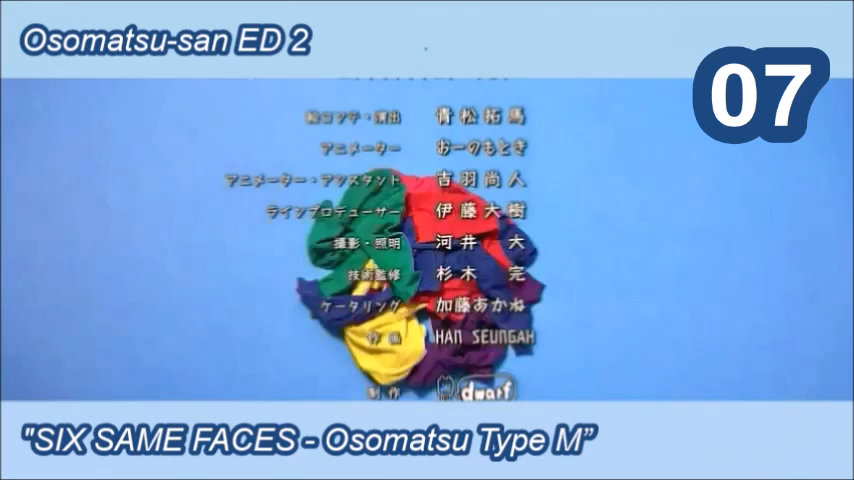 Osomatsu-san ED 2
07
絵コンテ・演出 青松拓馬
アニメーター おーのもとき
アニメーター・アシスタント 吉羽尚人
ラインプロデューサー 伊藤大樹
撮影・照明 河井 大
技術監修 杉木 完
ケータリング 加藤あかね
作画 HAN SEUNGAH
制作 dwarf
"SIX SAME FACES - Osomatsu Type M”